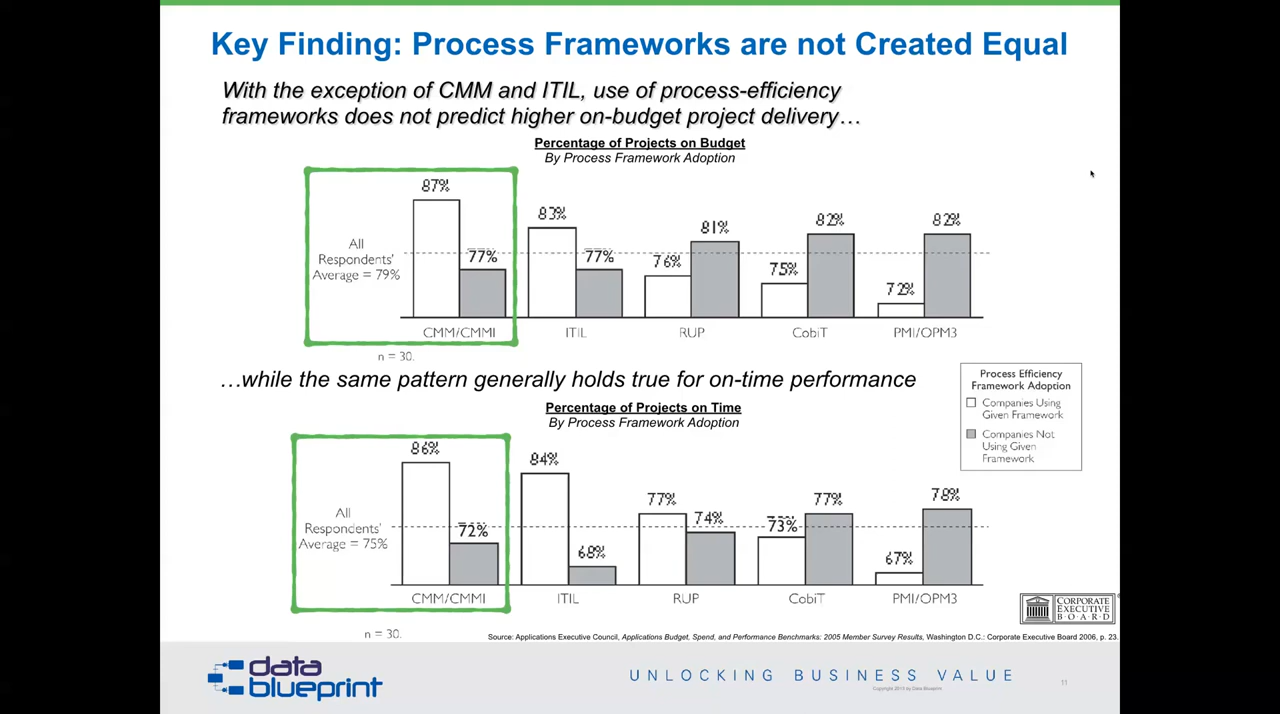 Key Finding: Process Frameworks are not Created Equal
With the exception of CMM and ITIL, use of process-efficiency
frameworks does not predict higher on-budget project delivery…
Percentage of Projects on Budget
By Process Framework Adoption
87%
77%
83%
77%
76%
81%
75%
82%
72%
82%
All
Respondents'
Average = 79%
CMM/CMMI
ITIL
RUP
CobiT
PMI/OPM3
n = 30.
…while the same pattern generally holds true for on-time performance
Process Efficiency
Framework Adoption
Companies Using
Given Framework
Companies Not
Using Given
Framework
Percentage of Projects on Time
By Process Framework Adoption
86%
72%
84%
68%
77%
74%
73%
77%
67%
78%
All
Respondents'
Average = 75%
CMM/CMMI
ITIL
RUP
CobiT
PMI/OPM3
n = 30.
CORPORATE
EXECUTIVE
B·O·A·R·D
Source: Applications Executive Council, Applications Budget, Spend, and Performance Benchmarks: 2005 Member Survey Results, Washington D.C.: Corporate Executive Board 2006, p. 23.
data
blueprint
UNLOCKING BUSINESS VALUE
Copyright 2013 by Data Blueprint
11